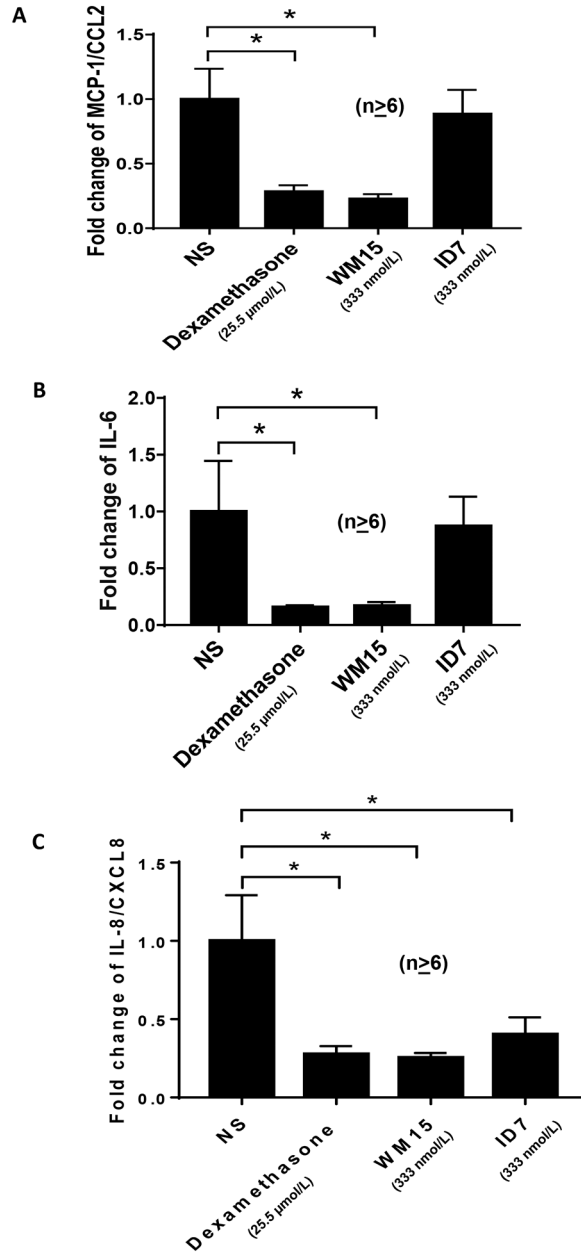 A
Fold change of MCP-1/CCL2
1.5
1.0
0.5
0.0
*
*
(n≥6)
NS
Dexamethasone
(25.5 µmol/L)
WM15
(333 nmol/L)
ID7
(333 nmol/L)
B
Fold change of IL-6
2.0
1.5
1.0
0.5
0.0
*
*
(n≥6)
NS
Dexamethasone
(25.5 µmol/L)
WM15
(333 nmol/L)
ID7
(333 nmol/L)
C
Fold change of IL-8/CXCL8
1.5
1.0
0.5
0.0
*
*
*
(n≥6)
NS
Dexamethasone
(25.5 µmol/L)
WM15
(333 nmol/L)
ID7
(333 nmol/L)